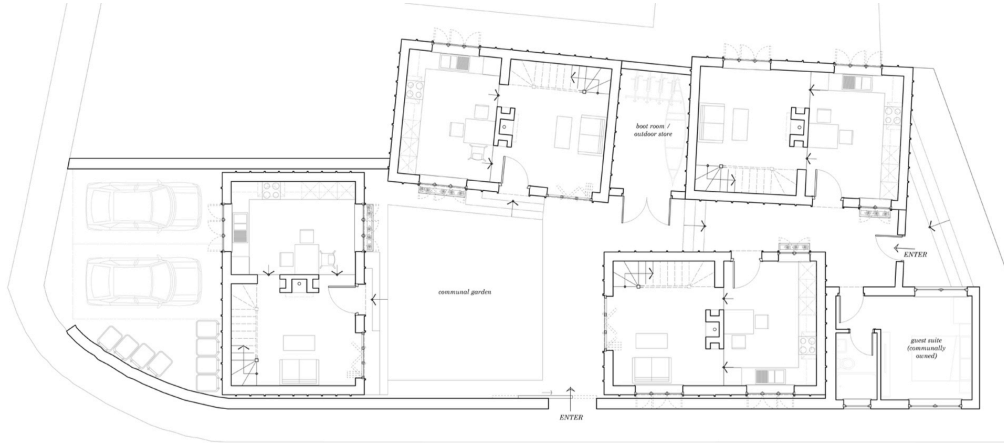 boot room /
outdoor store
ENTER
communal garden
guest suite
(communally
owned)
ENTER